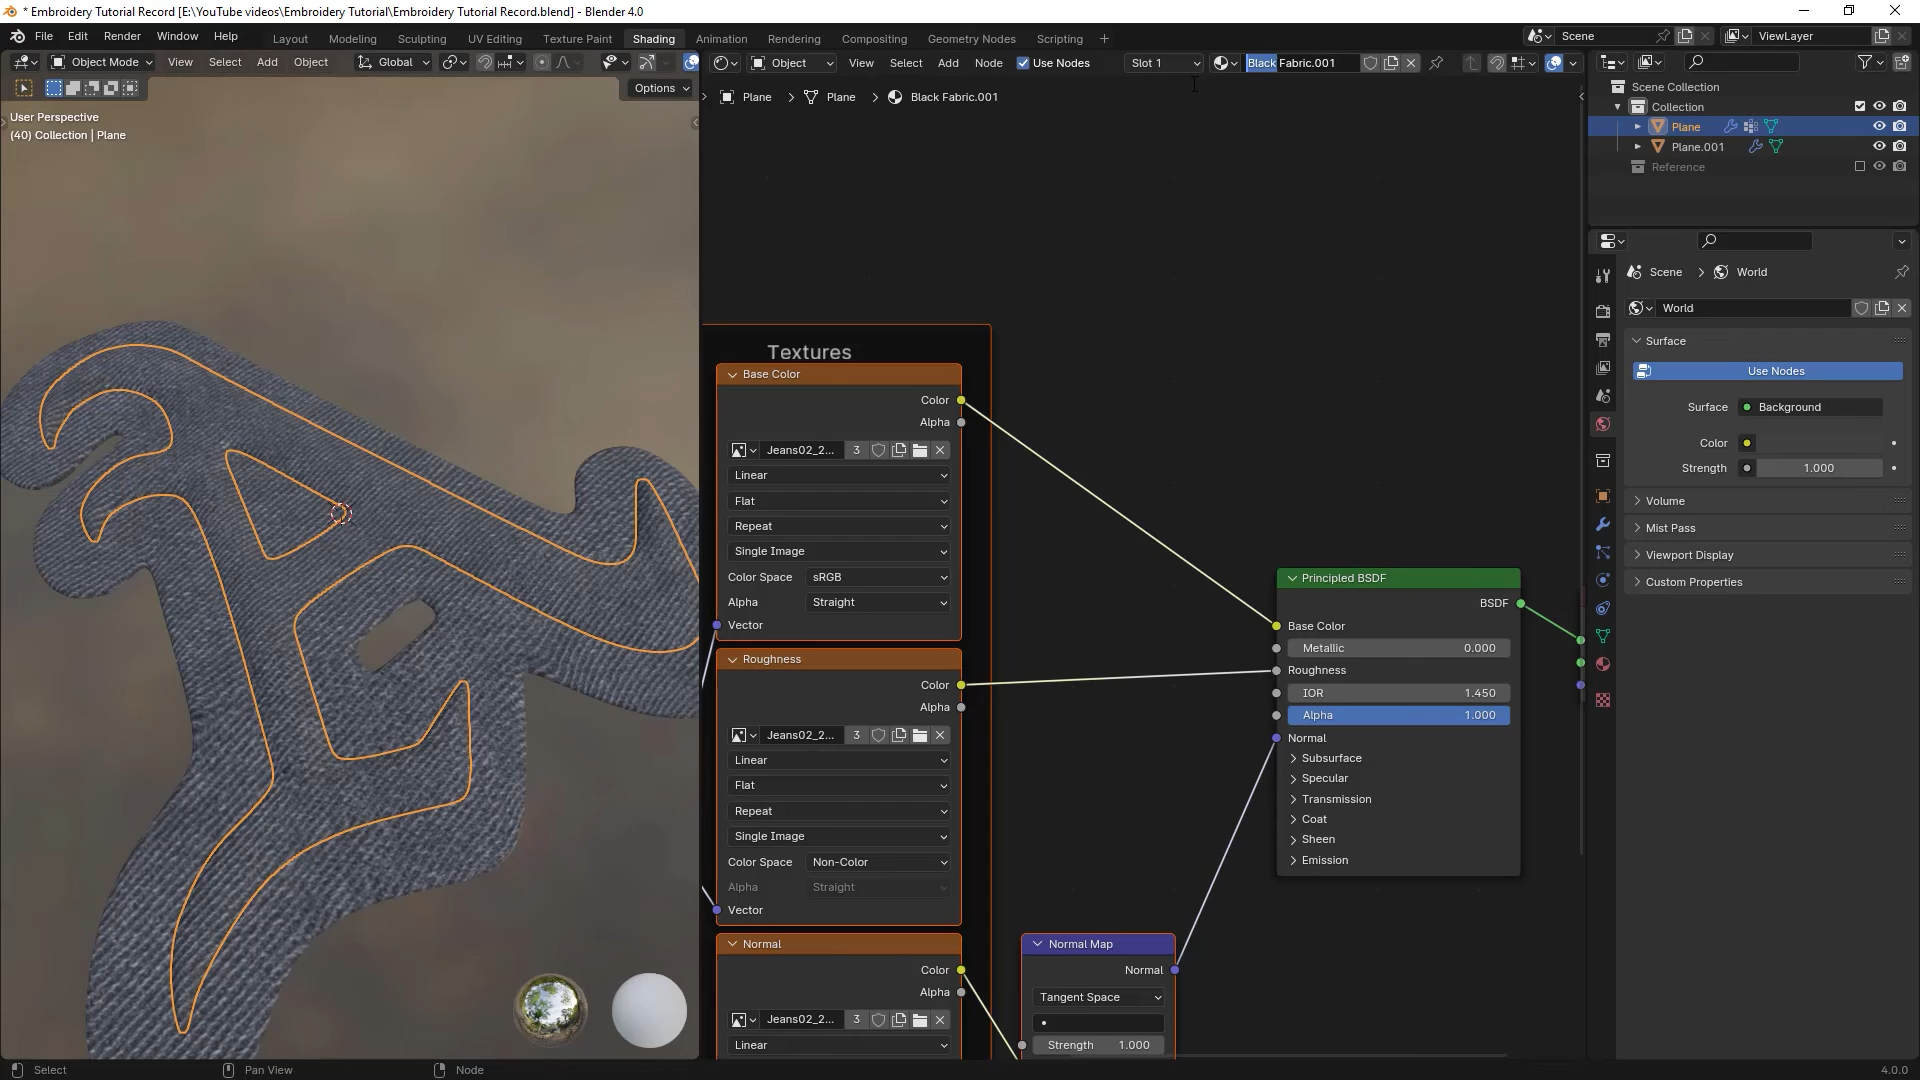 * Embroidery Tutorial Record [E:\YouTube videos\Embroidery Tutorial\Embroidery Tutorial Record.blend] - Blender 4.0
File Edit Render Window Help Layout Modeling Sculpting UV Editing Texture Paint Shading Animation Rendering Compositing Geometry Nodes Scripting + Scene ViewLayer
Object Mode View Select Add Object Global Object View Select Add Node Use Nodes Slot 1 Black Fabric.001
Options
User Perspective
(40) Collection | Plane
Plane > Plane > Black Fabric.001
Scene Collection
Collection
Plane
Plane.001
Reference
Scene > World
World
Surface
Use Nodes
Surface Background
Color
Strength 1.000
Volume
Mist Pass
Viewport Display
Custom Properties
Textures
Base Color
Color
Alpha
Jeans02_2... 3
Linear
Flat
Repeat
Single Image
Color Space sRGB
Alpha Straight
Vector
Roughness
Color
Alpha
Jeans02_2... 3
Linear
Flat
Repeat
Single Image
Color Space Non-Color
Alpha Straight
Vector
Normal
Color
Alpha
Jeans02_2... 3
Linear
Normal Map
Normal
Tangent Space
Strength 1.000
Principled BSDF
BSDF
Base Color
Metallic 0.000
Roughness
IOR 1.450
Alpha 1.000
Normal
Subsurface
Specular
Transmission
Coat
Sheen
Emission
Select Pan View Node 4.0.0